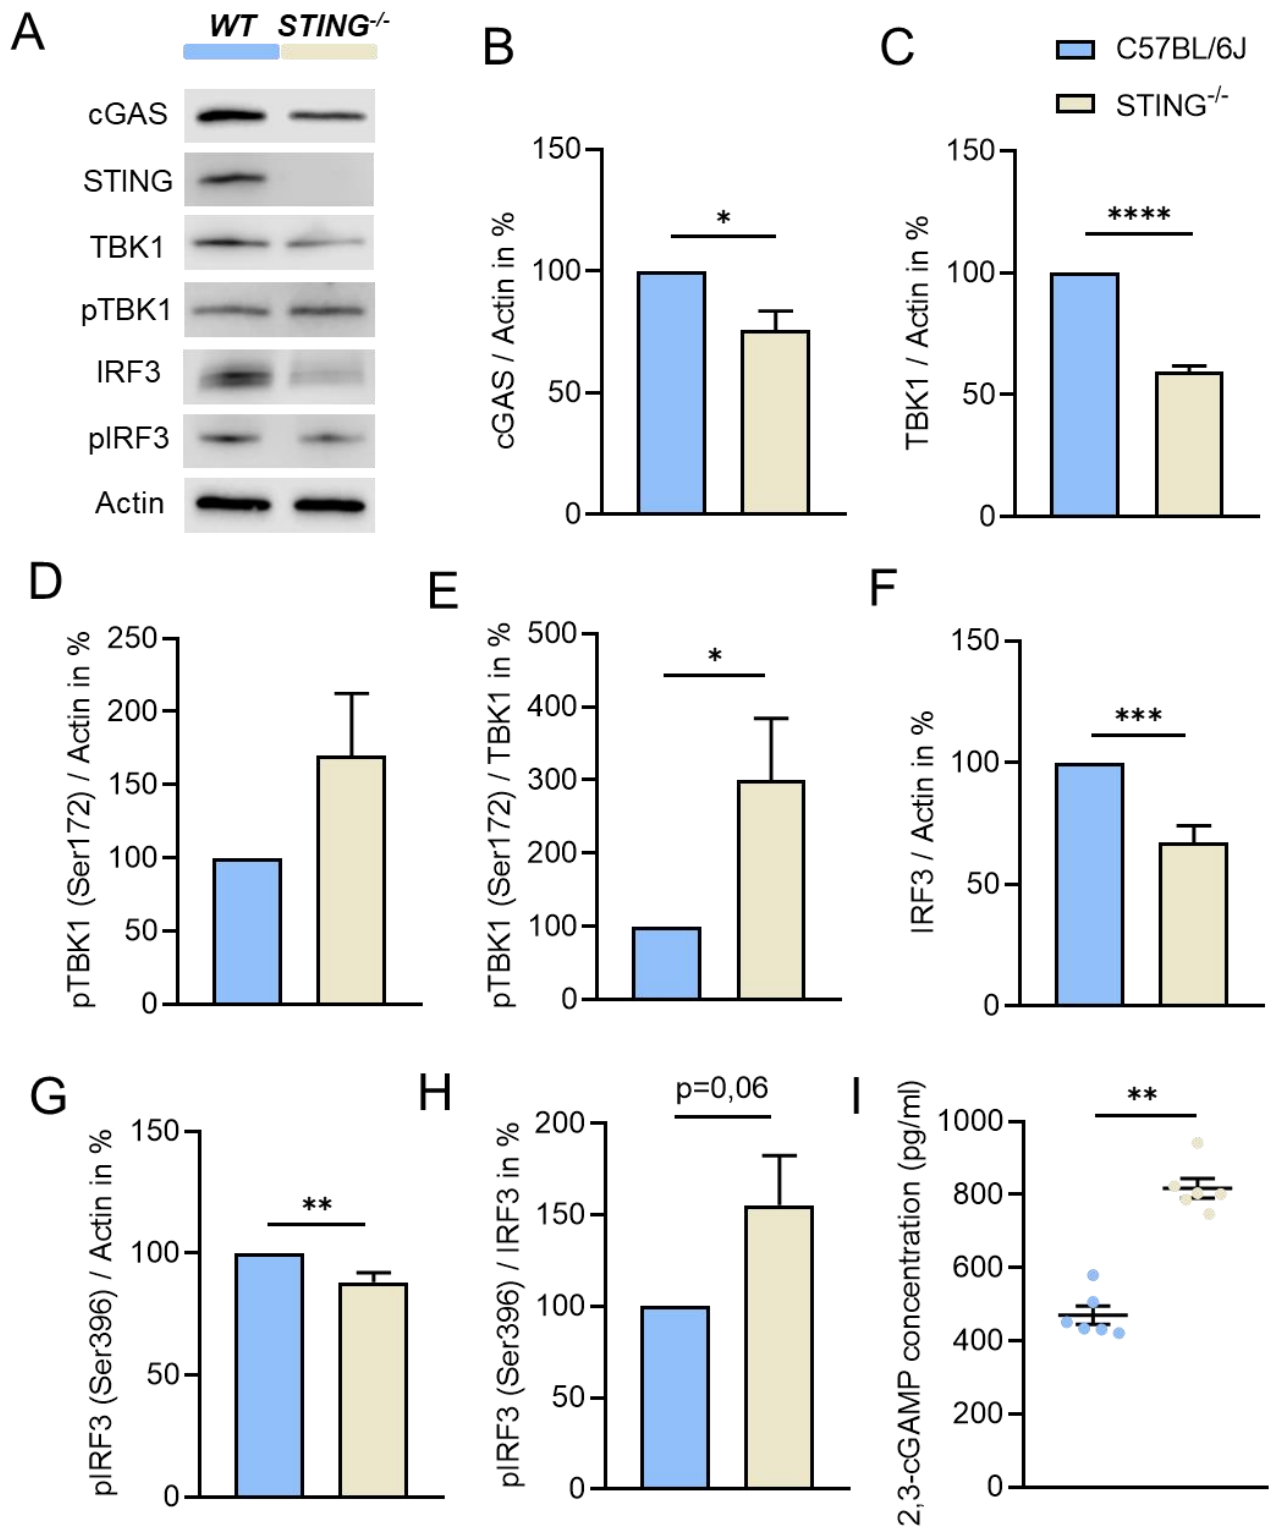 A
WT STING-/-
cGAS
STING
TBK1
pTBK1
IRF3
pIRF3
Actin
B
cGAS / Actin in %
150
100
50
0
*
C
C57BL/6J
STING-/-
TBK1 / Actin in %
150
100
50
0
****
D
pTBK1 (Ser172) / Actin in %
250
200
150
100
50
0
E
pTBK1 (Ser172) / TBK1 in %
500
400
300
200
100
0
*
F
IRF3 / Actin in %
150
100
50
0
***
G
pIRF3 (Ser396) / Actin in %
150
100
50
0
**
H
pIRF3 (Ser396) / IRF3 in %
200
150
100
50
0
p=0,06
I
2,3-cGAMP concentration (pg/ml)
1000
800
600
400
200
0
**